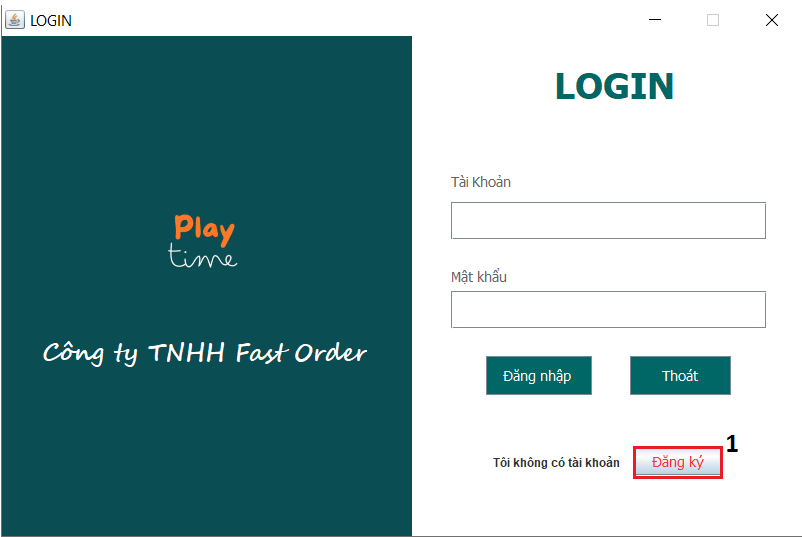 LOGIN
Play
time
Công ty TNHH Fast Order
LOGIN
Tài Khoản
Mật khẩu
Đăng nhập
Thoát
Tôi không có tài khoản
Đăng ký
1